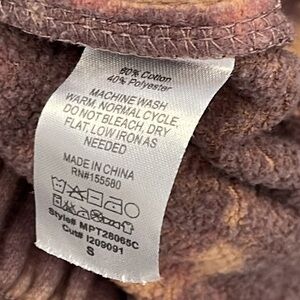 60% Cotton
40% Polyester
MACHINE WASH
WARM, NORMAL CYCLE,
DO NOT BLEACH, DRY
FLAT, LOW IRON AS
NEEDED
MADE IN CHINA
RN#155580
Style# MPT28065C
Cut# I209091
S